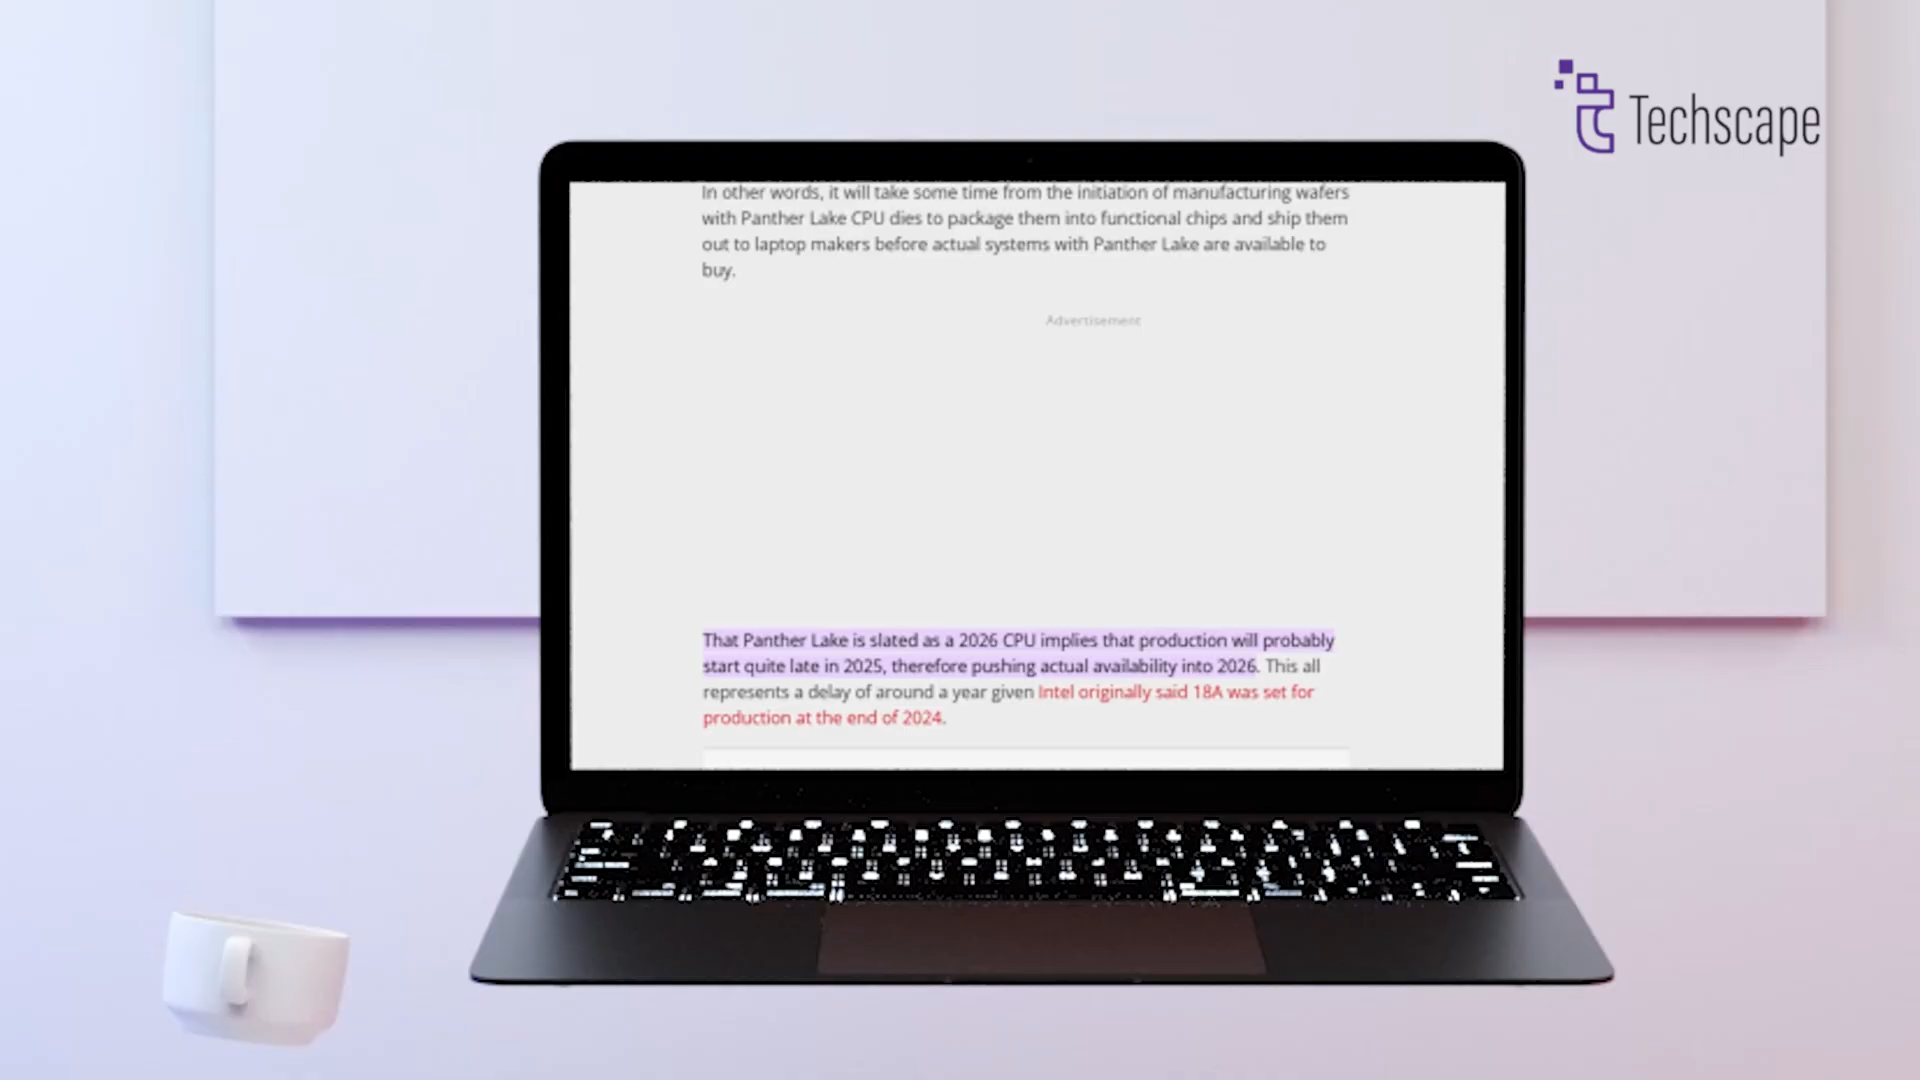 Techscape
In other words, it will take some time from the initiation of manufacturing wafers
with Panther Lake CPU dies to package them into functional chips and ship them
out to laptop makers before actual systems with Panther Lake are available to
buy.
Advertisement
That Panther Lake is slated as a 2026 CPU implies that production will probably
start quite late in 2025, therefore pushing actual availability into 2026. This all
represents a delay of around a year given Intel originally said 18A was set for
production at the end of 2024.